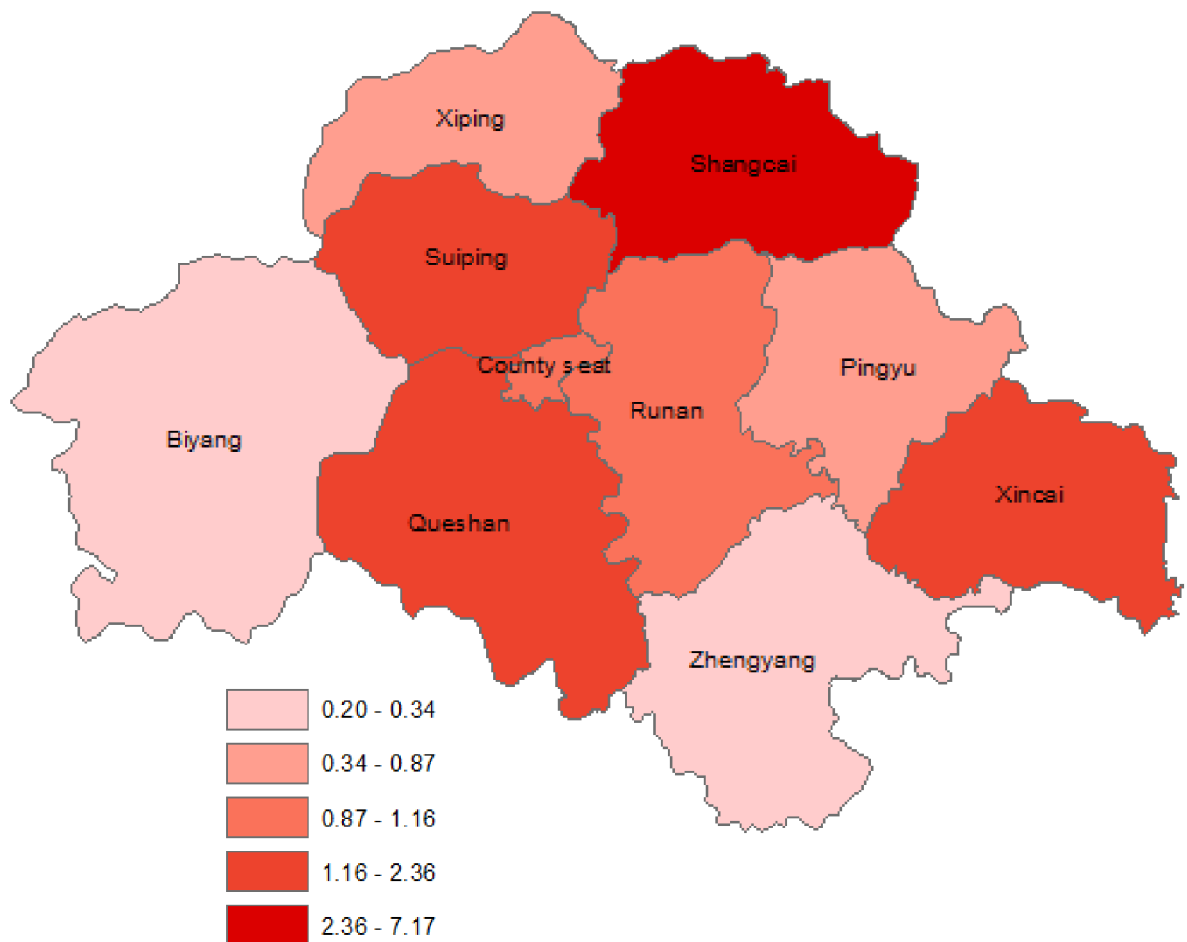 Xiping
Shangcai
Suiping
County seat
Pingyu
Runan
Biyang
Xincai
Queshan
Zhengyang
0.20 - 0.34
0.34 - 0.87
0.87 - 1.16
1.16 - 2.36
2.36 - 7.17